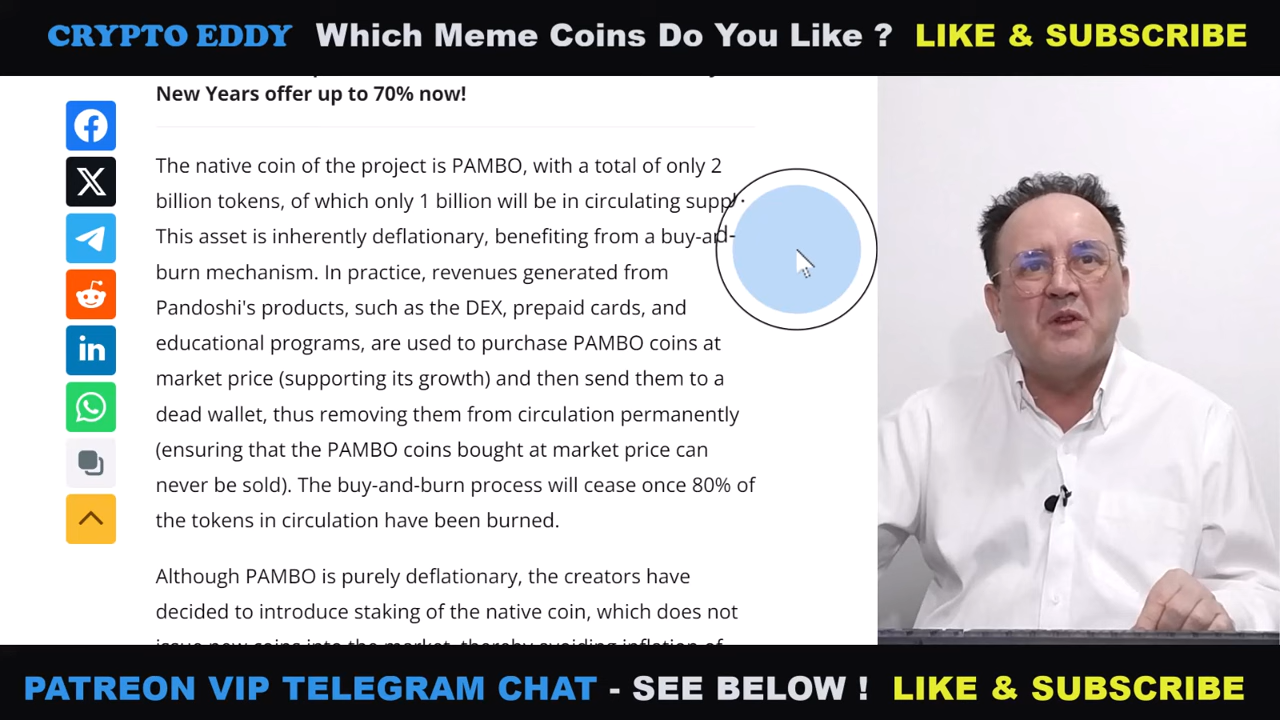 CRYPTO EDDY Which Meme Coins Do You Like ? LIKE & SUBSCRIBE
New Years offer up to 70% now!
The native coin of the project is PAMBO, with a total of only 2
billion tokens, of which only 1 billion will be in circulating
This asset is inherently deflationary, benefiting from a
burn mechanism. In practice, revenues generated from
Pandoshi's products, such as the DEX, prepaid cards, and
educational programs, are used to purchase PAMBO coins at
market price (supporting its growth) and then send them to a
dead wallet, thus removing them from circulation permanently
(ensuring that the PAMBO coins bought at market price can
never be sold). The buy-and-burn process will cease once 80% of
the tokens in circulation have been burned.
Although PAMBO is purely deflationary, the creators have
decided to introduce staking of the native coin, which does not
in
PATREON VIP TELEGRAM CHAT - SEE BELOW ! LIKE & SUBSCRIBE